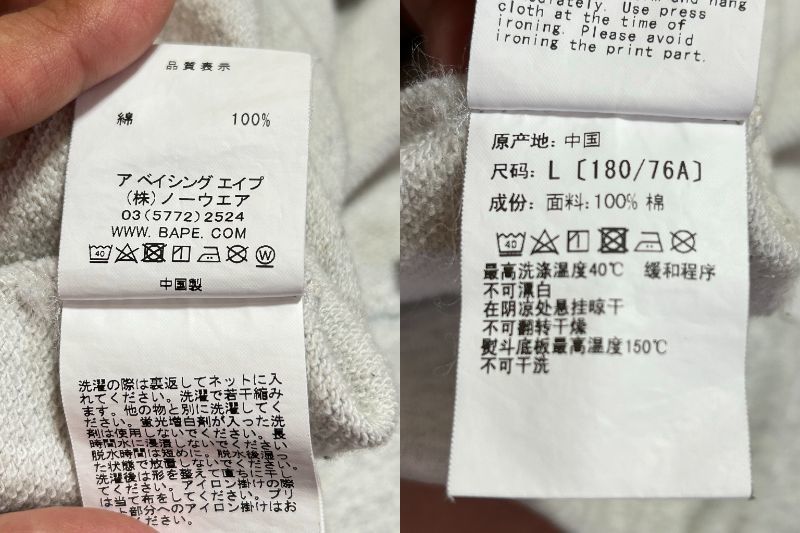 品質表示
綿 100%
ア ベイシング エイプ
(株) ノーウエア
03(5772)2524
WWW. BAPE. COM
40
W
中国製
洗濯の際は裏返してネットに入
れてください。洗濯で若干縮み
ます。他の物と別に洗濯してく
ださい。蛍光増白剤が入った洗
剤は使用しないでください。長
時間水に浸漬しないでください
脱水時間は短めに。脱水後湿っ
た状態で放置しないでください
洗濯後は形を整えて直ちに干し
てください。アイロン掛けの際
は当て布をしてください。プリ
ント部分へのアイロン掛けはお
てください。
and hang
Use press
cloth at the time of
ironing. Please avoid
ironing the print part.
原产地: 中国
尺码: L [180/76A]
成份: 面料: 100% 棉
40
最高洗涤温度40℃ 缓和程序
不可漂白
在阴凉处悬挂晾干
不可翻转干燥
熨斗底板最高温度150℃
不可干洗